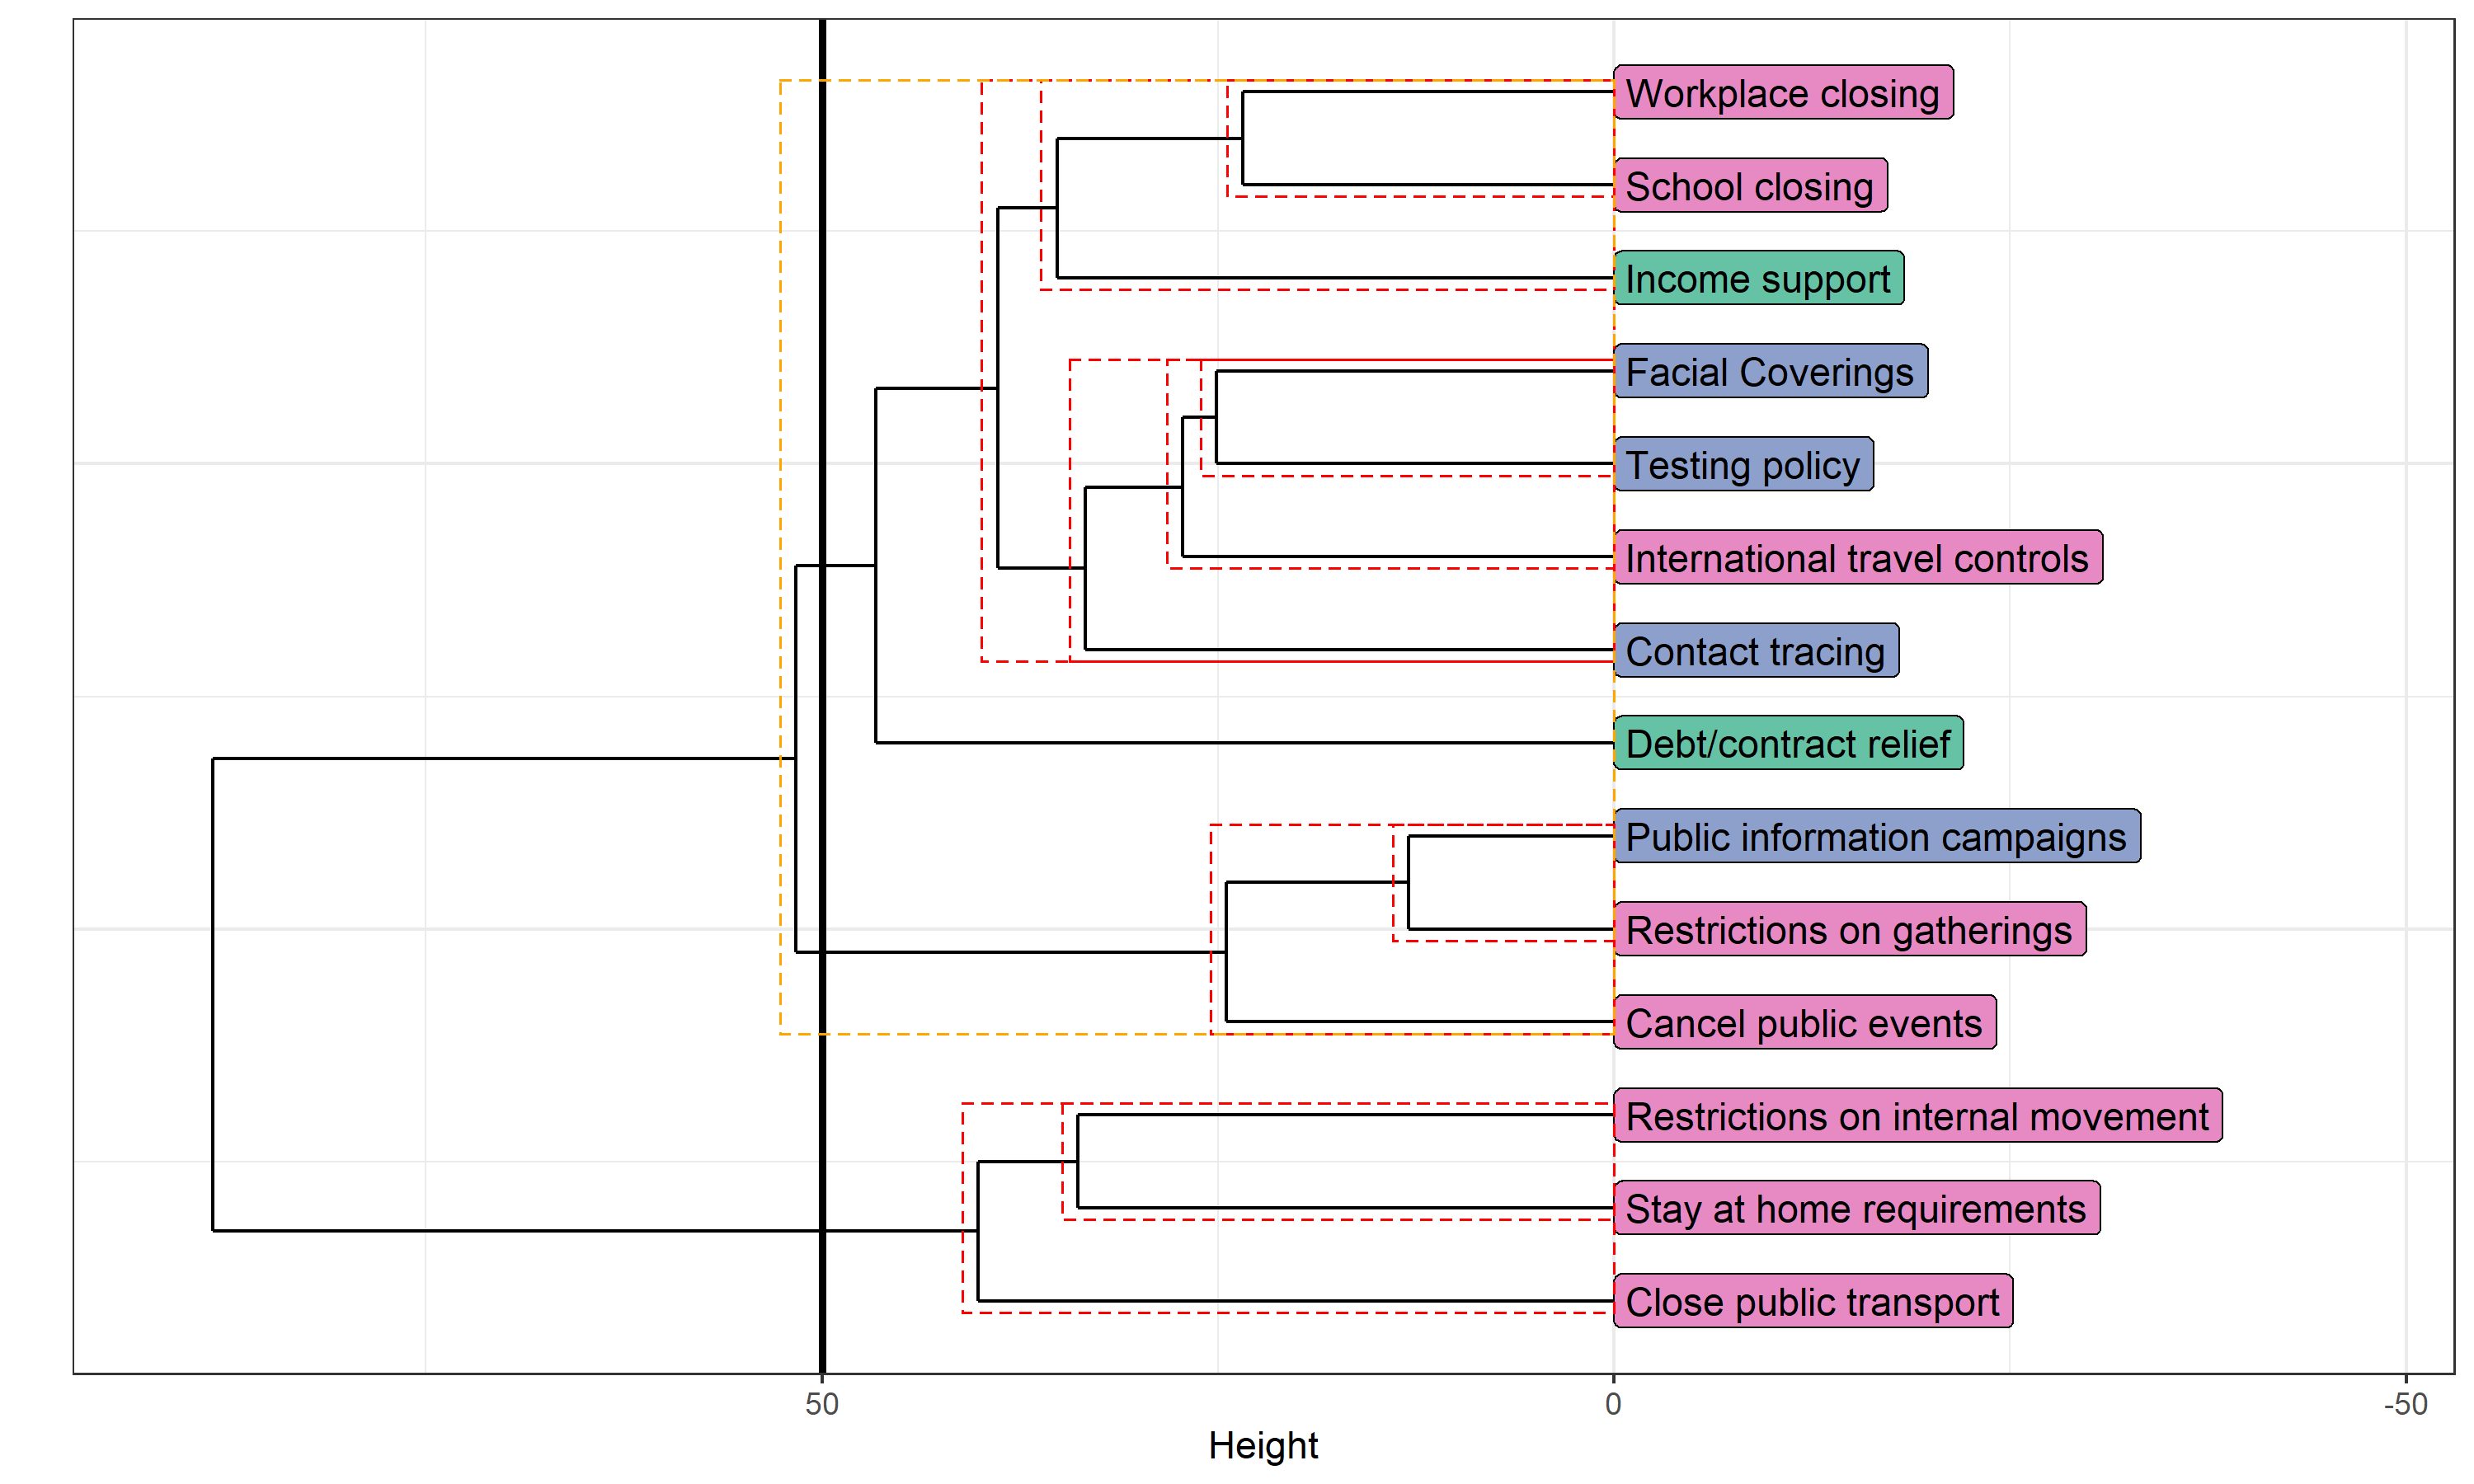 Workplace closing
School closing
Income support
Facial Coverings
Testing policy
International travel controls
Contact tracing
Debt/contract relief
Public information campaigns
Restrictions on gatherings
Cancel public events
Restrictions on internal movement
Stay at home requirements
Close public transport
50 0 -50
Height